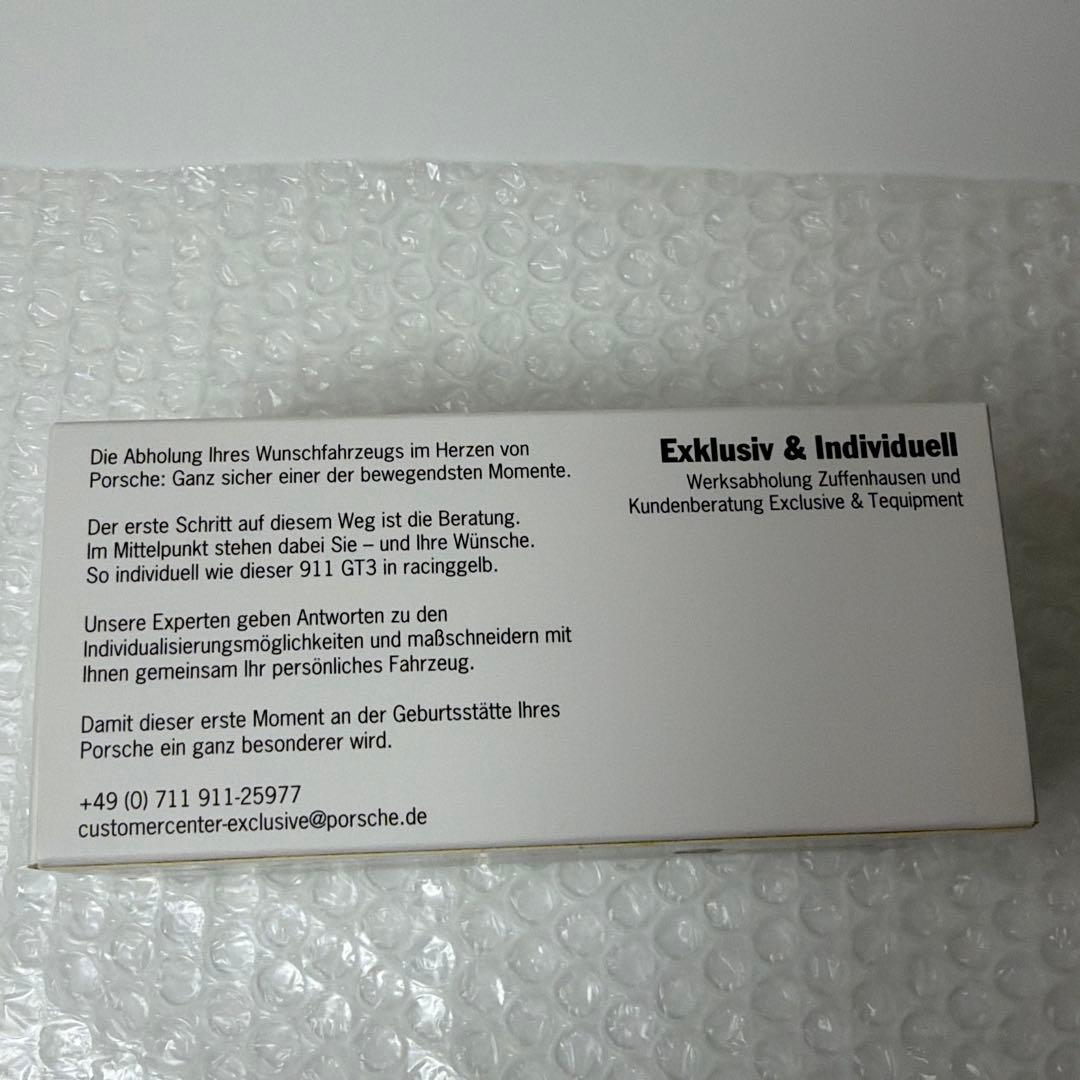 Die Abholung Ihres Wunschfahrzeugs im Herzen von
Porsche: Ganz sicher einer der bewegendsten Momente.
Der erste Schritt auf diesem Weg ist die Beratung.
Im Mittelpunkt stehen dabei Sie – und Ihre Wünsche.
So individuell wie dieser 911 GT3 in racinggelb.
Unsere Experten geben Antworten zu den
Individualisierungsmöglichkeiten und maßschneidern mit
Ihnen gemeinsam Ihr persönliches Fahrzeug.
Damit dieser erste Moment an der Geburtsstätte Ihres
Porsche ein ganz besonderer wird.
+49 (0) 711 911-25977
customercenter-exclusive@porsche.de
Exklusiv & Individuell
Werksabholung Zuffenhausen und
Kundenberatung Exclusive & Tequipment